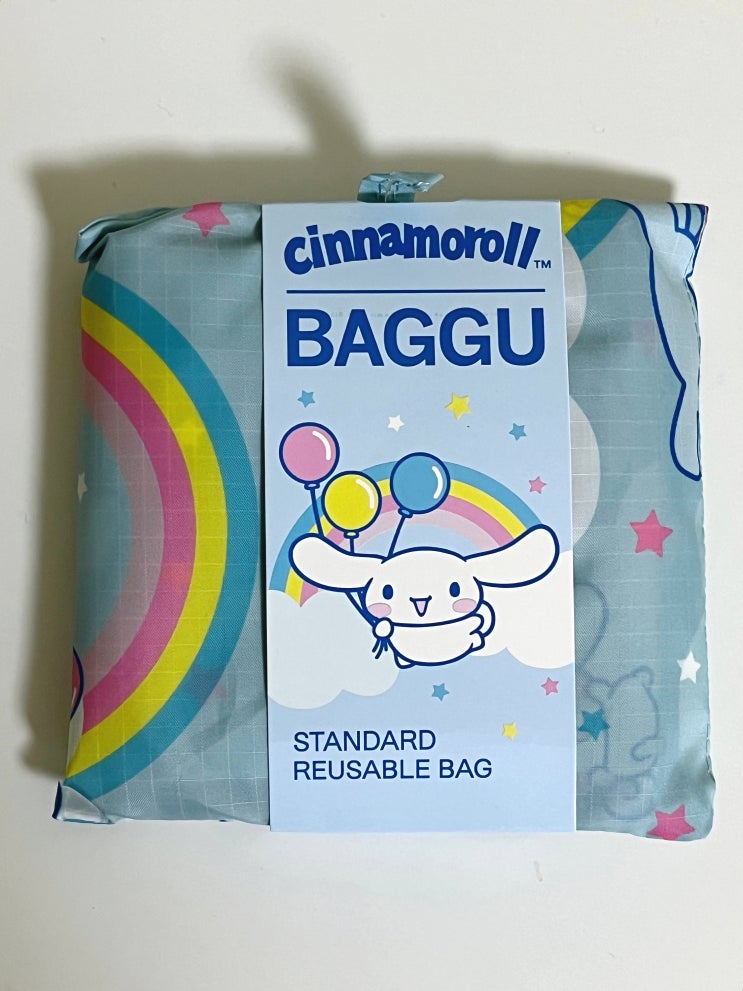 cinnamoroll™
BAGGU
STANDARD
REUSABLE BAG